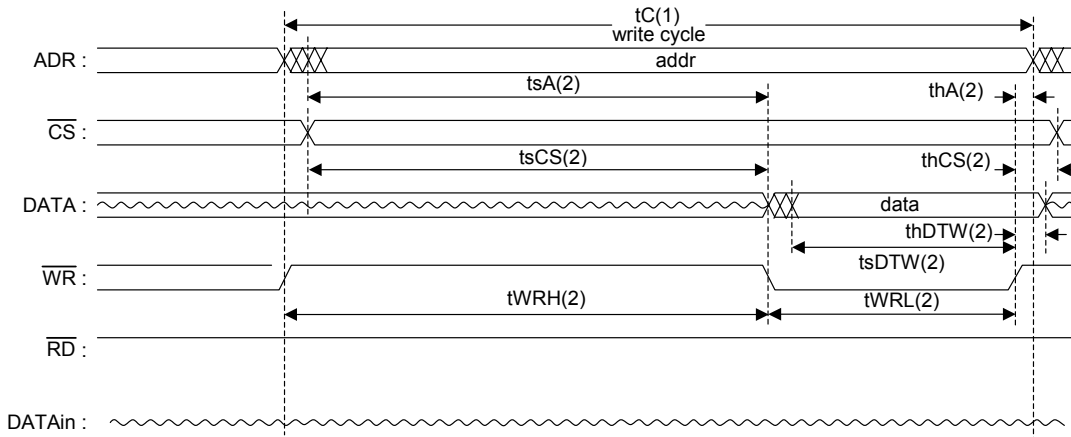 tC(1)
write cycle
ADR :
addr
tsA(2)
thA(2)
CS :
tsCS(2)
thCS(2)
DATA :
data
thDTW(2)
tsDTW(2)
WR :
tWRH(2)
tWRL(2)
RD :
DATAin :